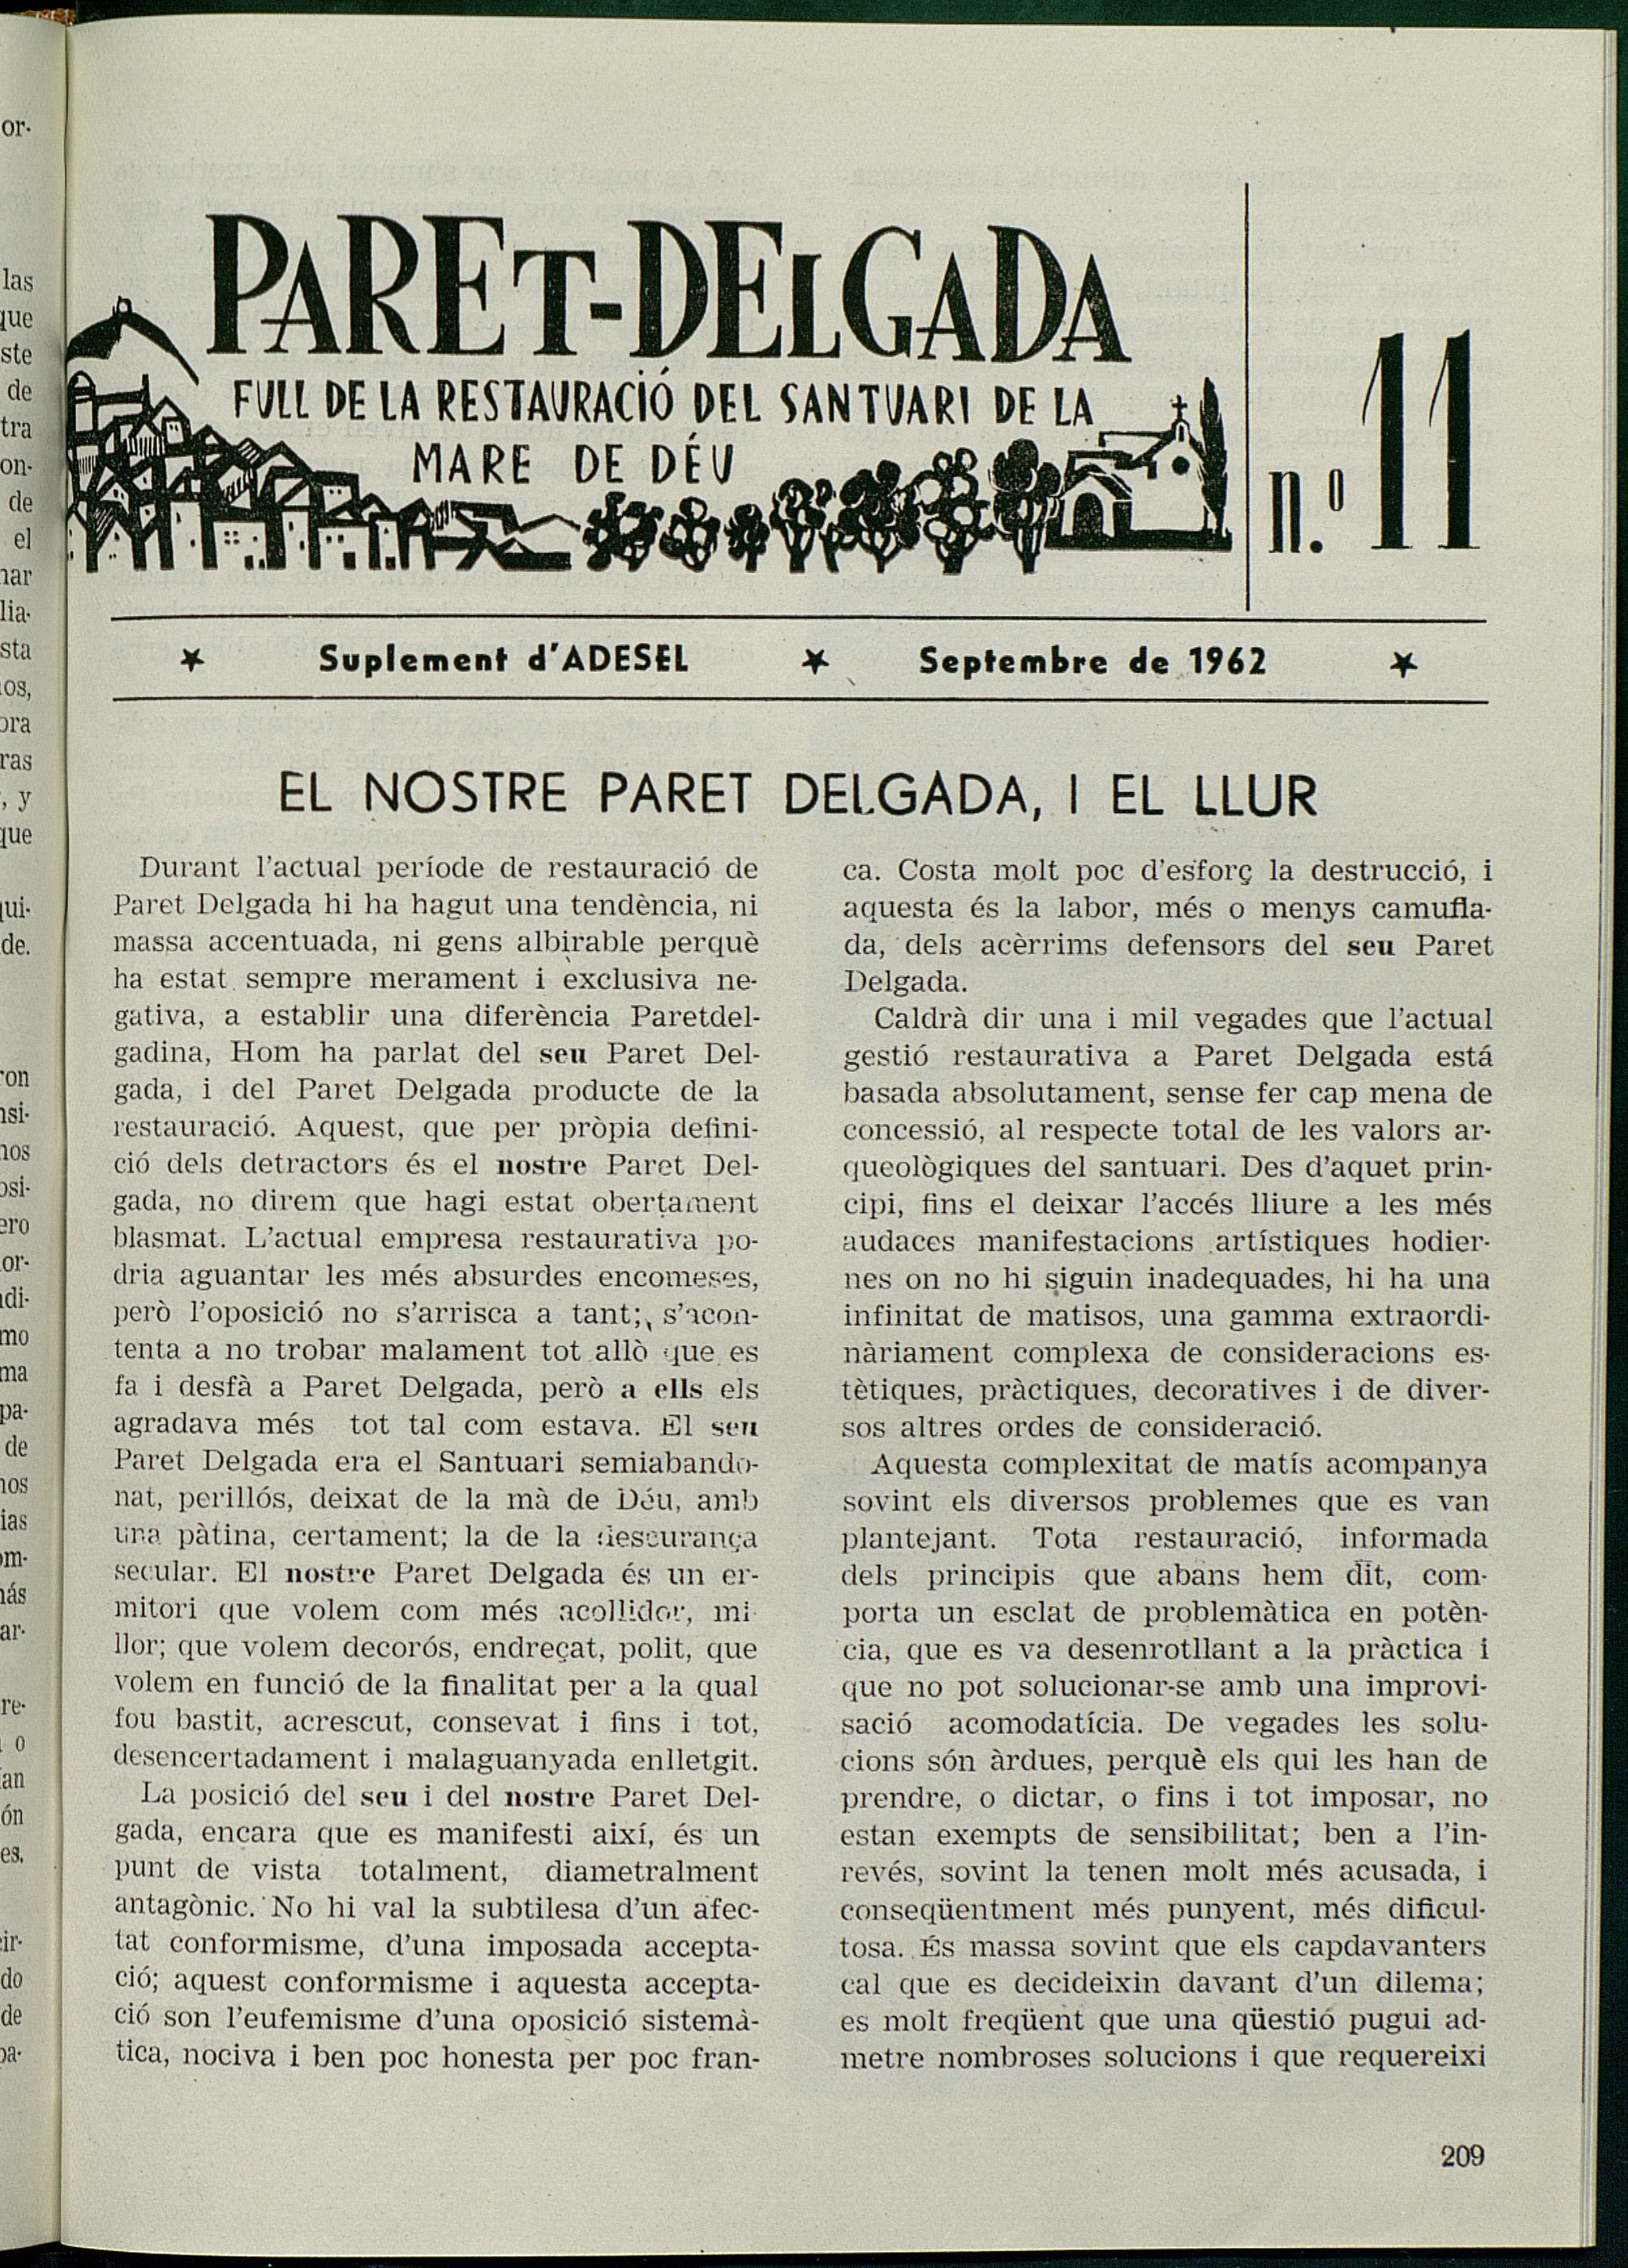 PARET-DELGADA
FULL DE LA RESTAURACIÓ DEL SANTUARI DE LA
MARE DE DÉU
n.º 11
★ Suplement d'ADESEL ★ Septembre de 1962 ★
EL NOSTRE PARET DELGADA, I EL LLUR
Durant l'actual període de restauració de
Paret Delgada hi ha hagut una tendència, ni
massa accentuada, ni gens albirable perquè
ha estat sempre merament i exclusiva ne-
gativa, a establir una diferència Paretdel-
gadina, Hom ha parlat del seu Paret Del-
gada, i del Paret Delgada producte de la
restauració. Aquest, que per pròpia defini-
ció dels detractors és el nostre Paret Del-
gada, no direm que hagi estat obertament
blasmat. L'actual empresa restaurativa po-
dria aguantar les més absurdes encomeses,
però l'oposició no s'arrisca a tant; s'acon-
tenta a no trobar malament tot allò que es
fa i desfà a Paret Delgada, però a ells els
agradava més tot tal com estava. El seu
Paret Delgada era el Santuari semiabando-
nat, perillós, deixat de la mà de Déu, amb
una pàtina, certament; la de la descurança
secular. El nostre Paret Delgada és un er-
mitori que volem com més acollidor, mi-
llor; que volem decorós, endreçat, polit, que
volem en funció de la finalitat per a la qual
fou bastit, acrescut, consevat i fins i tot,
desencertadament i malaguanyada enlletgit.
La posició del seu i del nostre Paret Del-
gada, encara que es manifesti així, és un
punt de vista totalment, diametralment
antagònic. No hi val la subtilesa d'un afec-
tat conformisme, d'una imposada accepta-
ció; aquest conformisme i aquesta accepta-
ció son l'eufemisme d'una oposició sistemà-
tica, nociva i ben poc honesta per poc fran-
ca. Costa molt poc d'esforç la destrucció, i
aquesta és la labor, més o menys camufla-
da, dels acèrrims defensors del seu Paret
Delgada.
Caldrà dir una i mil vegades que l'actual
gestió restaurativa a Paret Delgada está
basada absolutament, sense fer cap mena de
concessió, al respecte total de les valors ar-
queològiques del santuari. Des d'aquet prin-
cipi, fins el deixar l'accés lliure a les més
audaces manifestacions artístiques hodier-
nes on no hi siguin inadequades, hi ha una
infinitat de matisos, una gamma extraordi-
nàriament complexa de consideracions es-
tètiques, pràctiques, decoratives i de diver-
sos altres ordes de consideració.
Aquesta complexitat de matís acompanya
sovint els diversos problemes que es van
plantejant. Tota restauració, informada
dels principis que abans hem dit, com-
porta un esclat de problemàtica en potèn-
cia, que es va desenrotllant a la pràctica i
que no pot solucionar-se amb una improvi-
sació acomodatícia. De vegades les solu-
cions són àrdues, perquè els qui les han de
prendre, o dictar, o fins i tot imposar, no
estan exempts de sensibilitat; ben a l'in-
revés, sovint la tenen molt més acusada, i
conseqüentment més punyent, més dificul-
tosa. És massa sovint que els capdavanters
cal que es decideixin davant d'un dilema;
es molt freqüent que una qüestió pugui ad-
metre nombroses solucions i que requereixi
209